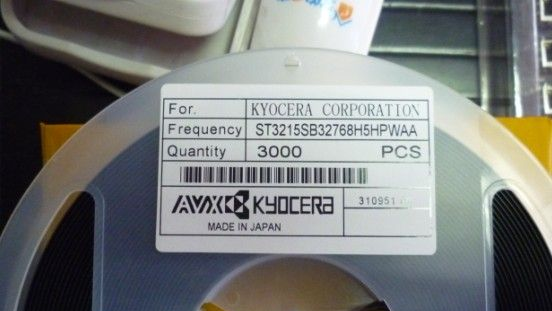 For. KYOCERA CORPORATION
Frequency ST3215SB32768H5HPWAA
Quantity 3000 PCS
AVX KYOCERA
310951
MADE IN JAPAN